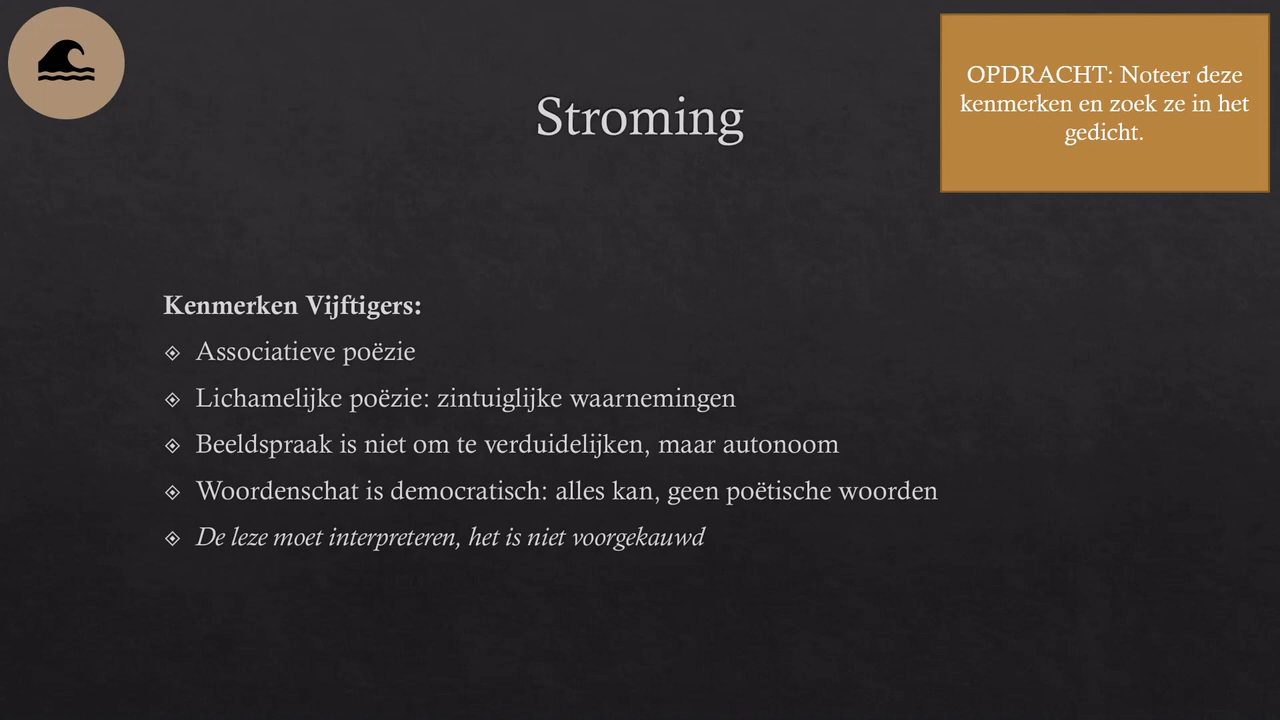 Stroming
OPDRACHT: Noteer deze
kenmerken en zoek ze in het
gedicht.
Kenmerken Vijftigers:
Associatieve poëzie
Lichamelijke poëzie: zintuiglijke waarnemingen
Beeldspraak is niet om te verduidelijken, maar autonoom
Woordenschat is democratisch: alles kan, geen poëtische woorden
De leze moet interpreteren, het is niet voorgekauwd